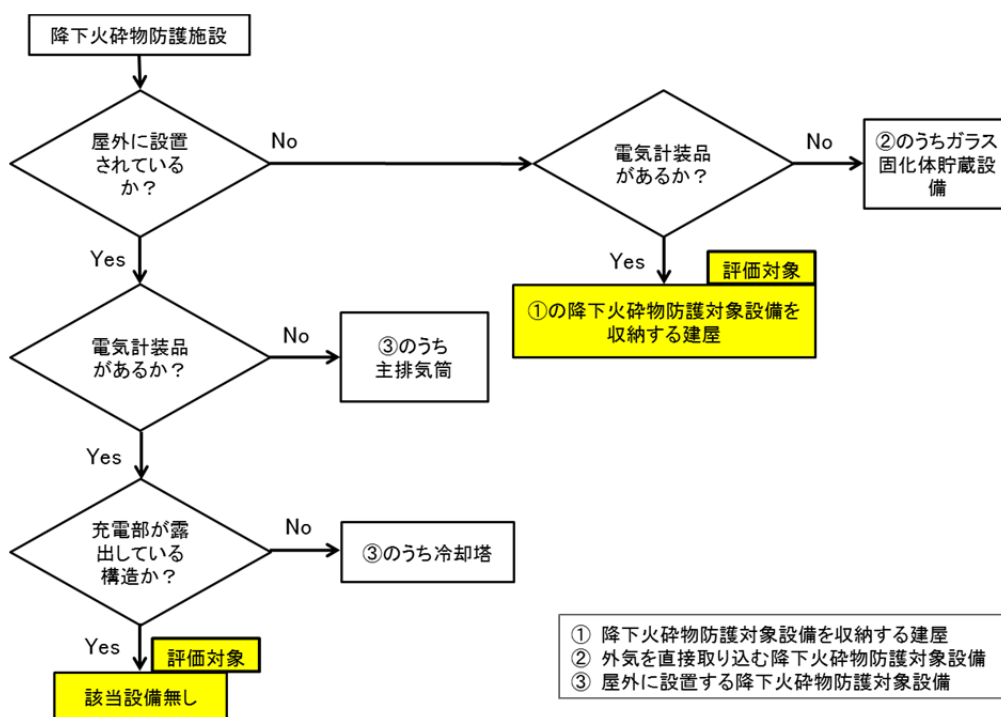 降下火砕物防護施設
屋外に設置
されている
か？
No
電気計装品
があるか？
No
②のうちガラス
固化体貯蔵設
備
Yes
Yes
評価対象
①の降下火砕物防護対象設備を
収納する建屋
電気計装品
があるか？
No
③のうち
主排気筒
Yes
充電部が露
出している
構造か？
No
③のうち冷却塔
Yes
評価対象
該当設備無し
① 降下火砕物防護対象設備を収納する建屋
② 外気を直接取り込む降下火砕物防護対象設備
③ 屋外に設置する降下火砕物防護対象設備